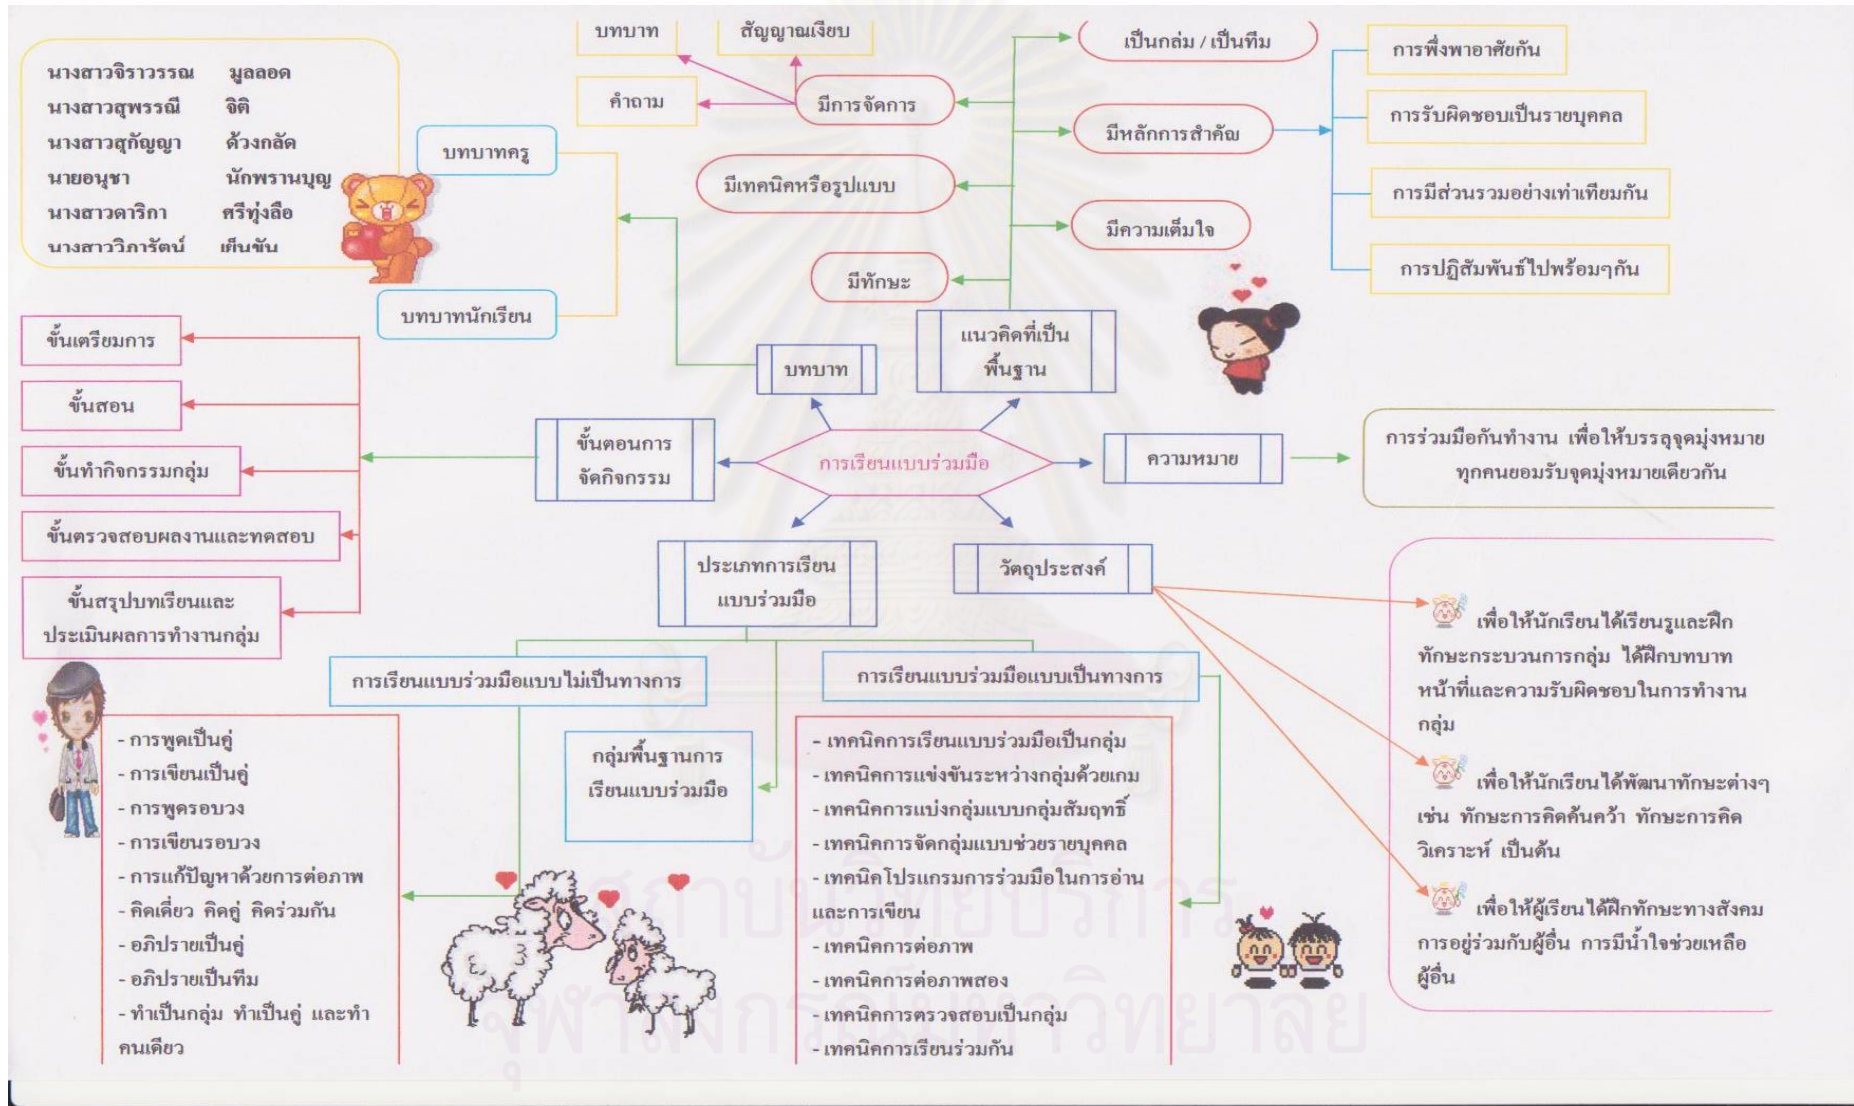 นางสาวจิราวรรณ มูลลอด
นางสาวสุพรรณี จิติ
นางสาวสุกัญญา ด้วงกลัด
นายอนุชา นักพรานบุญ
นางสาวดาริกา ศรีทุ่งลือ
นางสาววิภารัตน์ เย็นขัน
บทบาท
สัญญาณเงียบ
คำถาม
มีการจัดการ
เป็นกลุ่ม / เป็นทีม
มีหลักการสำคัญ
มีเทคนิคหรือรูปแบบ
มีความเต็มใจ
มีทักษะ
การพึ่งพาอาศัยกัน
การรับผิดชอบเป็นรายบุคคล
การมีส่วนรวมอย่างเท่าเทียมกัน
การปฏิสัมพันธ์ไปพร้อมๆกัน
บทบาทครู
บทบาทนักเรียน
บทบาท
แนวคิดที่เป็น
พื้นฐาน
ขั้นเตรียมการ
ขั้นสอน
ขั้นทำกิจกรรมกลุ่ม
ขั้นตรวจสอบผลงานและทดสอบ
ขั้นสรุปบทเรียนและ
ประเมินผลการทำงานกลุ่ม
ขั้นตอนการ
จัดกิจกรรม
การเรียนแบบร่วมมือ
ความหมาย
การร่วมมือกันทำงาน เพื่อให้บรรลุจุดมุ่งหมาย
ทุกคนยอมรับจุดมุ่งหมายเดียวกัน
ประเภทการเรียน
แบบร่วมมือ
วัตถุประสงค์
การเรียนแบบร่วมมือแบบไม่เป็นทางการ
การเรียนแบบร่วมมือแบบเป็นทางการ
- การพูดเป็นคู่
- การเขียนเป็นคู่
- การพูดรอบวง
- การเขียนรอบวง
- การแก้ปัญหาด้วยการต่อภาพ
- คิดเดี่ยว คิดคู่ คิดร่วมกัน
- อภิปรายเป็นคู่
- อภิปรายเป็นทีม
- ทำเป็นกลุ่ม ทำเป็นคู่ และทำ
คนเดียว
กลุ่มพื้นฐานการ
เรียนแบบร่วมมือ
- เทคนิคการเรียนแบบร่วมมือเป็นกลุ่ม
- เทคนิคการแข่งขันระหว่างกลุ่มด้วยเกม
- เทคนิคการแบ่งกลุ่มแบบกลุ่มสัมฤทธิ์
- เทคนิคการจัดกลุ่มแบบช่วยรายบุคคล
- เทคนิคโปรแกรมการร่วมมือในการอ่าน
และการเขียน
- เทคนิคการต่อภาพ
- เทคนิคการต่อภาพสอง
- เทคนิคการตรวจสอบเป็นกลุ่ม
- เทคนิคการเรียนร่วมกัน
เพื่อให้นักเรียนได้เรียนรูและฝึก
ทักษะกระบวนการกลุ่ม ได้ฝึกบทบาท
หน้าที่และความรับผิดชอบในการทำงาน
กลุ่ม
เพื่อให้นักเรียนได้พัฒนาทักษะต่างๆ
เช่น ทักษะการคิดค้นคว้า ทักษะการคิด
วิเคราะห์ เป็นต้น
เพื่อให้ผู้เรียนได้ฝึกทักษะทางสังคม
การอยู่ร่วมกับผู้อื่น การมีน้ำใจช่วยเหลือ
ผู้อื่น
สถาบันวิทยบริการ
จุฬาลงกรณ์มหาวิทยาลัย